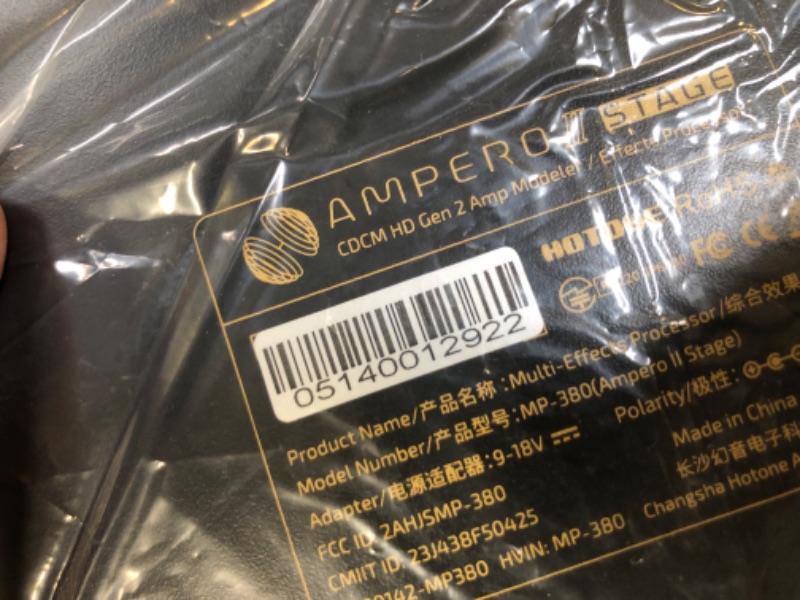 AMPERO II STAGE
CDCM HD Gen 2 Amp Modeler / Effects Processor
HOTONE RoHS
FC CE
05140012922
Product Name/产品名称:Multi-Effects Processor/综合效果
Model Number/产品型号:MP-380(Ampero II Stage)
Adapter/电源适配器:9-18V
Polarity/极性:
FCC ID: 2AHJSMP-380
Made in China
CMIIT ID: 23J438F50425
长沙幻音电子科
-MP380 HVIN: MP-380
Changsha Hotone